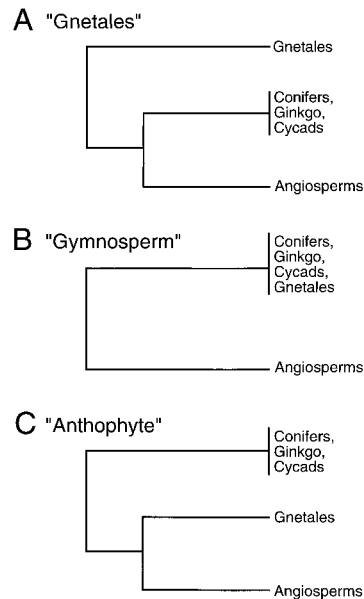 A "Gnetales"
Gnetales
Conifers,
Ginkgo,
Cycads
Angiosperms
B "Gymnosperm"
Conifers,
Ginkgo,
Cycads,
Gnetales
Angiosperms
C "Anthophyte"
Conifers,
Ginkgo,
Cycads
Gnetales
Angiosperms